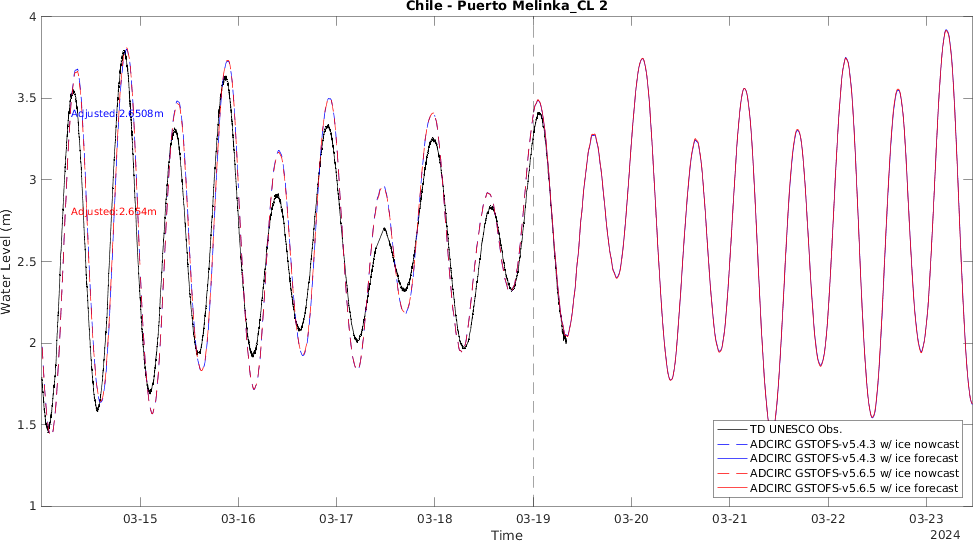 Chile - Puerto Melinka_CL 2
4
3.5
3
2.5
2
1.5
1
Water Level (m)
Adjusted:2.6508m
Adjusted:2.654m
TD UNESCO Obs.
ADCIRC GSTOFS-v5.4.3 w/ ice nowcast
ADCIRC GSTOFS-v5.4.3 w/ ice forecast
ADCIRC GSTOFS-v5.6.5 w/ ice nowcast
ADCIRC GSTOFS-v5.6.5 w/ ice forecast
03-15 03-16 03-17 03-18 03-19 03-20 03-21 03-22 03-23
Time
2024